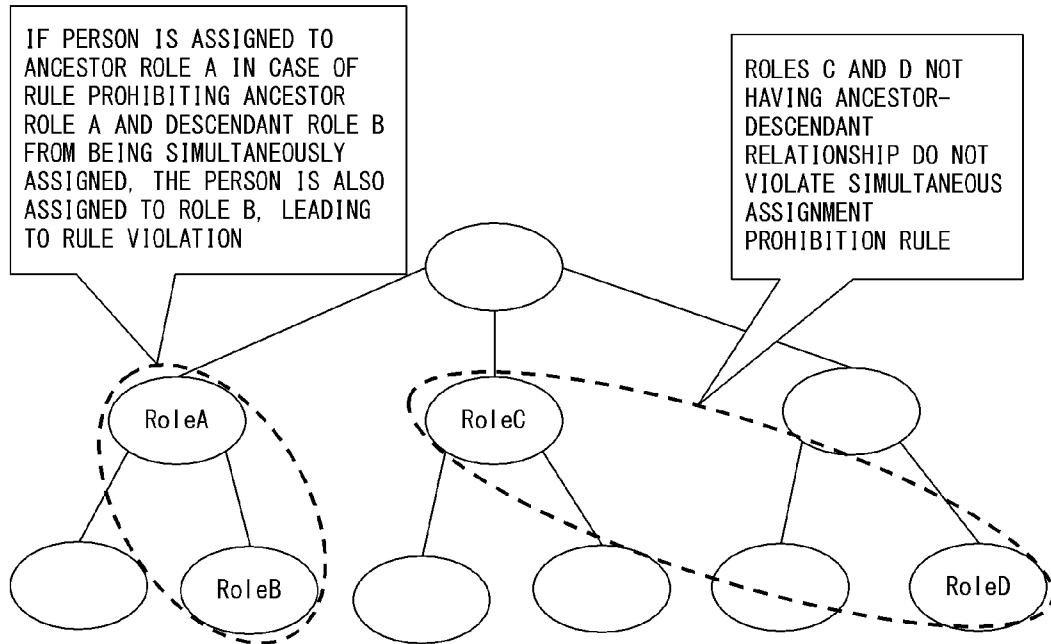 IF PERSON IS ASSIGNED TO
ANCESTOR ROLE A IN CASE OF
RULE PROHIBITING ANCESTOR
ROLE A AND DESCENDANT ROLE B
FROM BEING SIMULTANEOUSLY
ASSIGNED, THE PERSON IS ALSO
ASSIGNED TO ROLE B, LEADING
TO RULE VIOLATION
ROLES C AND D NOT
HAVING ANCESTOR-
DESCENDANT
RELATIONSHIP DO NOT
VIOLATE SIMULTANEOUS
ASSIGNMENT
PROHIBITION RULE
RoleA
RoleC
RoleB
RoleD